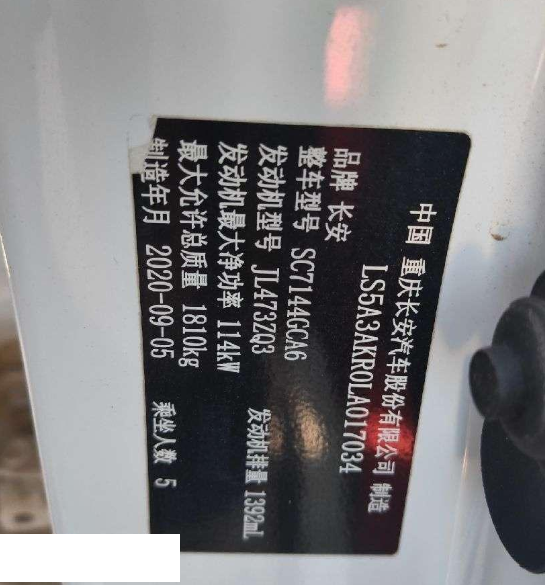 中国 重庆长安汽车股份有限公司 制造
LS5A3AKR0LA017034
品牌 长安
整车型号 SC7144GCA6
发动机型号 JL473ZQ3 发动机排量 1392mL
发动机最大净功率 114kW
最大允许总质量 1810kg
制造年月 2020-09-05 乘坐人数 5